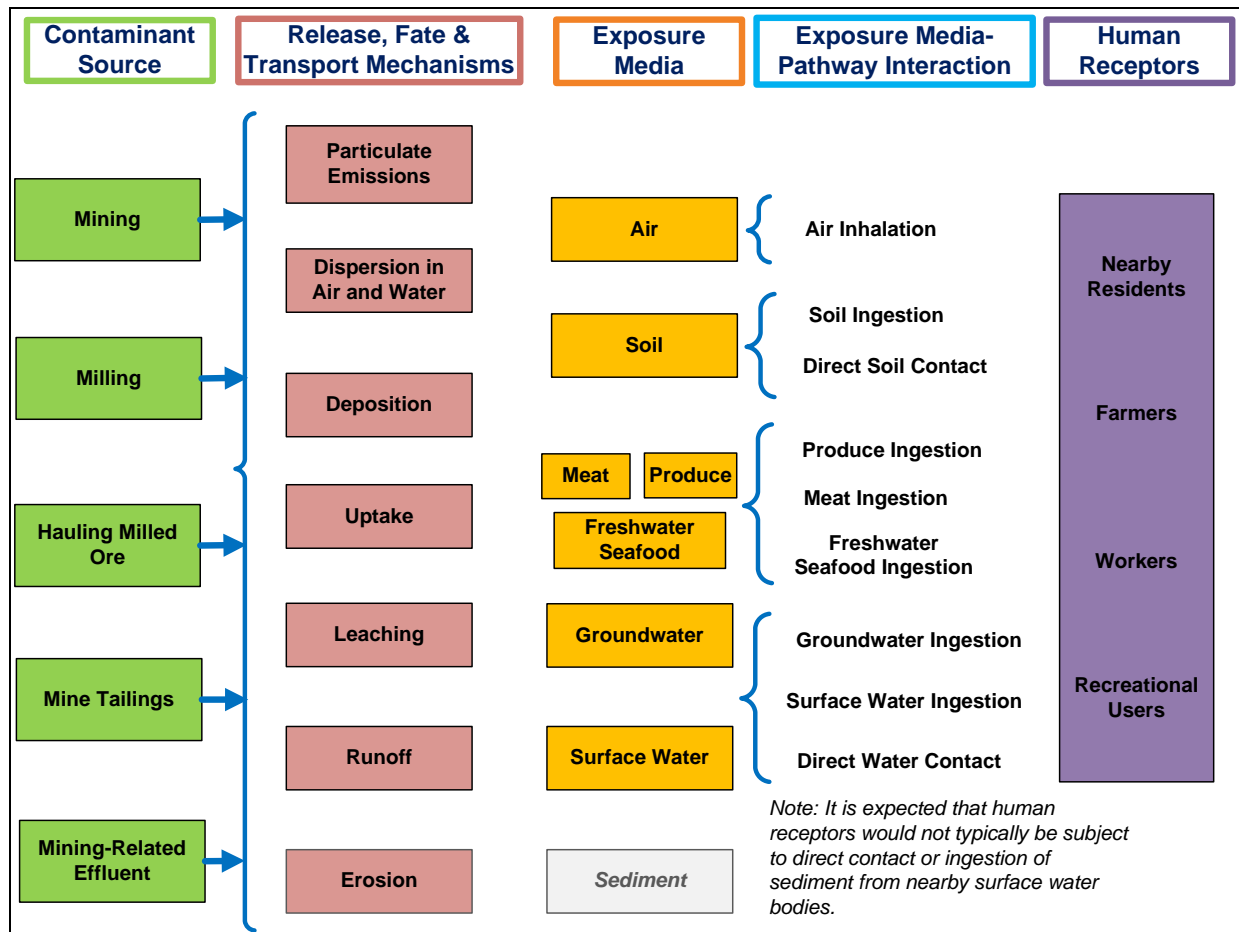 Contaminant
Source
Release, Fate &
Transport Mechanisms
Exposure
Media
Exposure Media-
Pathway Interaction
Human
Receptors
Mining
Milling
Hauling Milled
Ore
Mine Tailings
Mining-Related
Effluent
Particulate
Emissions
Dispersion in
Air and Water
Deposition
Uptake
Leaching
Runoff
Erosion
Air
Soil
Meat
Produce
Freshwater
Seafood
Groundwater
Surface Water
Sediment
Air Inhalation
Soil Ingestion
Direct Soil Contact
Produce Ingestion
Meat Ingestion
Freshwater
Seafood Ingestion
Groundwater Ingestion
Surface Water Ingestion
Direct Water Contact
Note: It is expected that human
receptors would not typically be subject
to direct contact or ingestion of
sediment from nearby surface water
bodies.
Nearby
Residents
Farmers
Workers
Recreational
Users